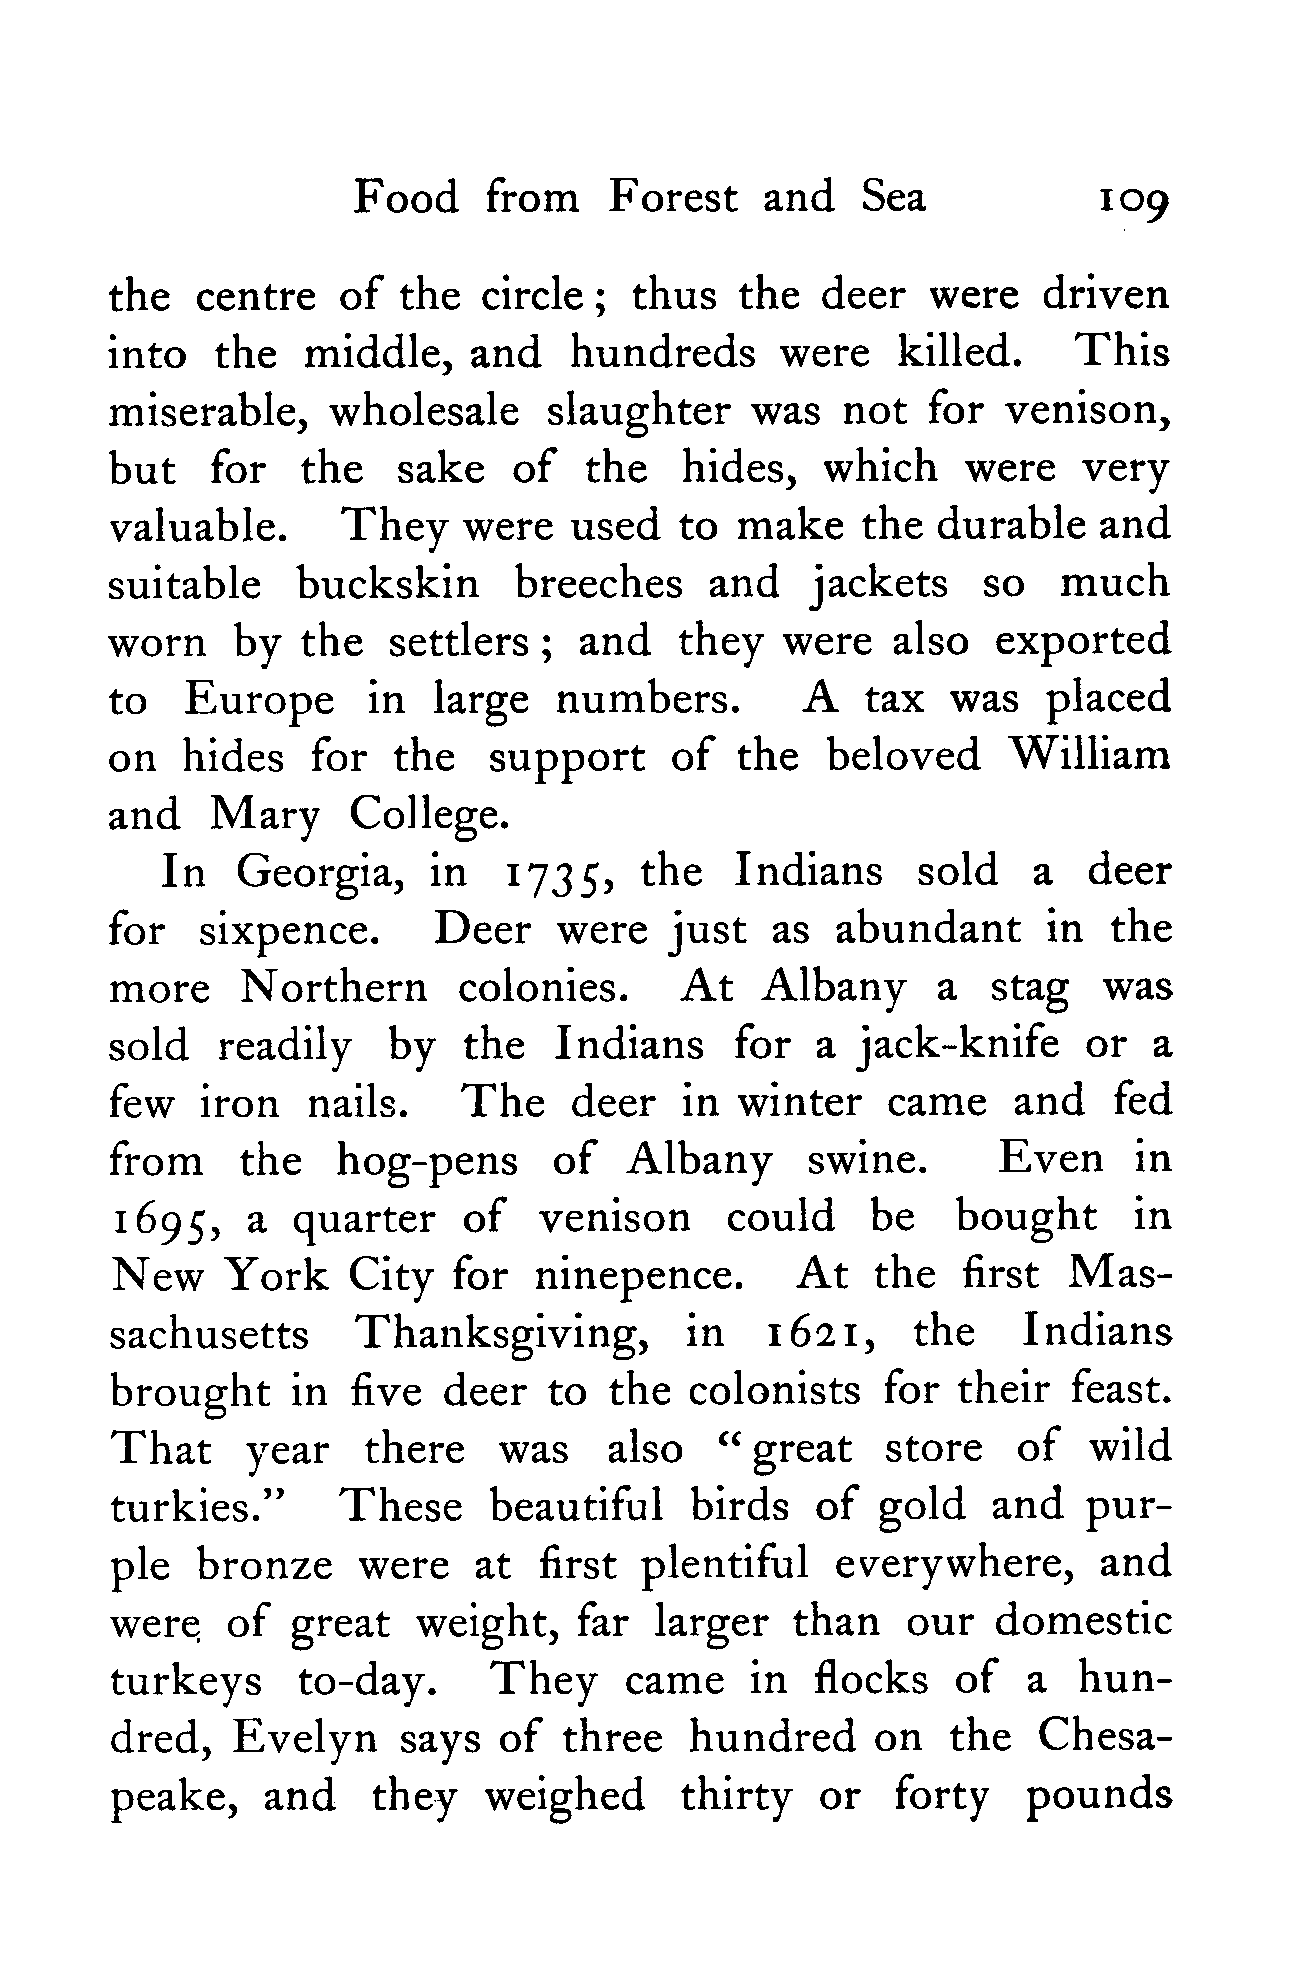 Food from Forest and Sea 109
the centre of the circle; thus the deer were driven
into the middle, and hundreds were killed. This
miserable, wholesale slaughter was not for venison,
but for the sake of the hides, which were very
valuable. They were used to make the durable and
suitable buckskin breeches and jackets so much
worn by the settlers; and they were also exported
to Europe in large numbers. A tax was placed
on hides for the support of the beloved William
and Mary College.
In Georgia, in 1735, the Indians sold a deer
for sixpence. Deer were just as abundant in the
more Northern colonies. At Albany a stag was
sold readily by the Indians for a jack-knife or a
few iron nails. The deer in winter came and fed
from the hog-pens of Albany swine. Even in
1695, a quarter of venison could be bought in
New York City for ninepence. At the first Mas-
sachusetts Thanksgiving, in 1621, the Indians
brought in five deer to the colonists for their feast.
That year there was also "great store of wild
turkies." These beautiful birds of gold and pur-
ple bronze were at first plentiful everywhere, and
were of great weight, far larger than our domestic
turkeys to-day. They came in flocks of a hun-
dred, Evelyn says of three hundred on the Chesa-
peake, and they weighed thirty or forty pounds